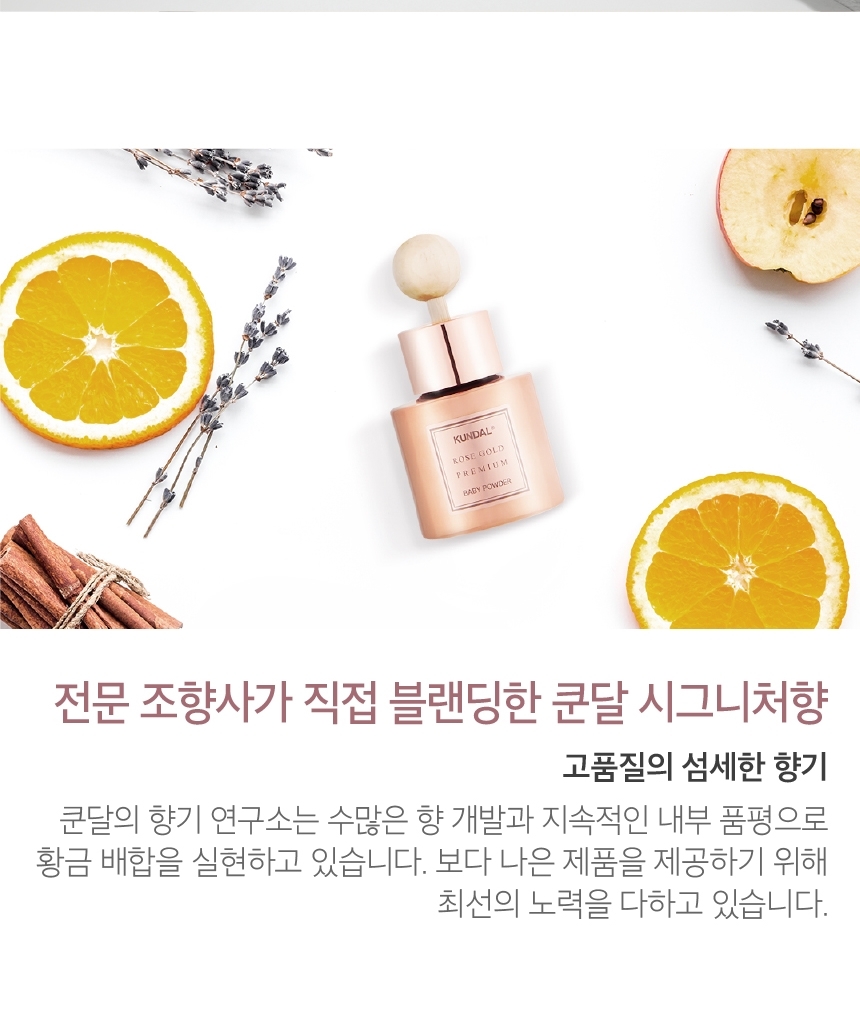 KUNDAL®
ROSE GOLD
PREMIUM
BABY POWDER
전문 조향사가 직접 블랜딩한 쿤달 시그니처향
고품질의 섬세한 향기
쿤달의 향기 연구소는 수많은 향 개발과 지속적인 내부 품평으로
황금 배합을 실현하고 있습니다. 보다 나은 제품을 제공하기 위해
최선의 노력을 다하고 있습니다.